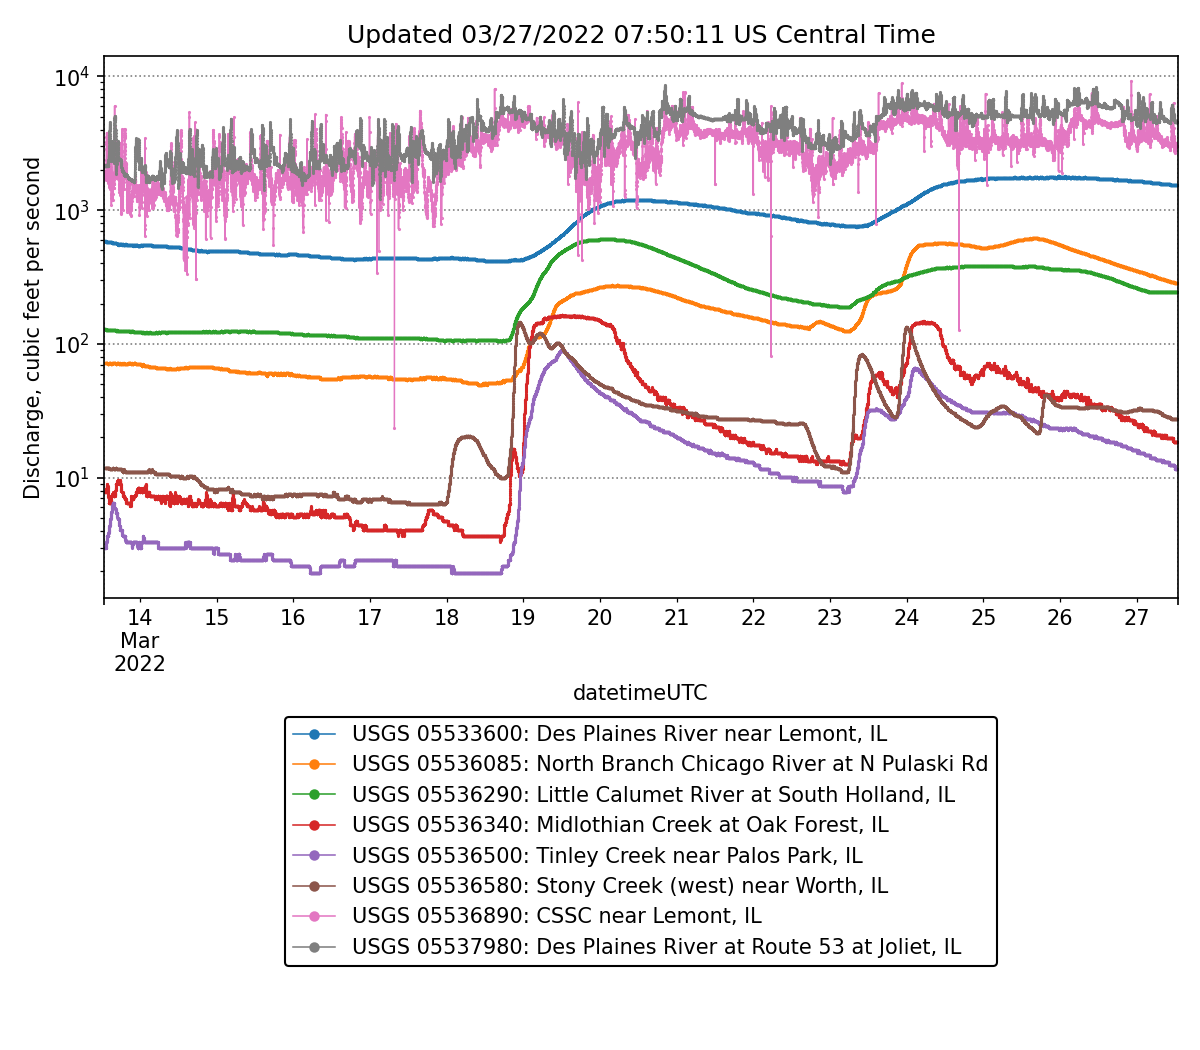 Updated 03/27/2022 07:50:11 US Central Time
Discharge, cubic feet per second
10⁴
10³
10²
10¹
14 15 16 17 18 19 20 21 22 23 24 25 26 27
Mar
2022
datetimeUTC
USGS 05533600: Des Plaines River near Lemont, IL
USGS 05536085: North Branch Chicago River at N Pulaski Rd
USGS 05536290: Little Calumet River at South Holland, IL
USGS 05536340: Midlothian Creek at Oak Forest, IL
USGS 05536500: Tinley Creek near Palos Park, IL
USGS 05536580: Stony Creek (west) near Worth, IL
USGS 05536890: CSSC near Lemont, IL
USGS 05537980: Des Plaines River at Route 53 at Joliet, IL